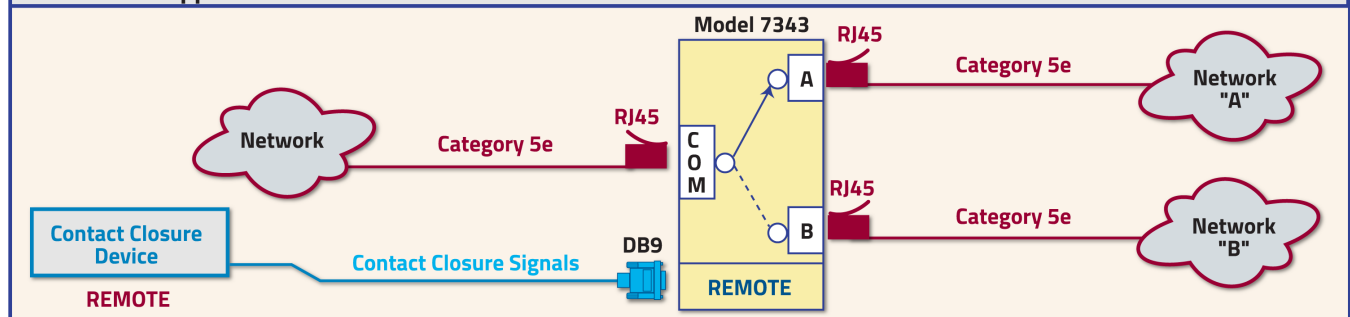 Model 7343
RJ45
Category 5e
Network
"A"
A
RJ45
Category 5e
Network
C
O
M
RJ45
Category 5e
Network
"B"
B
Contact Closure
Device
DB9
Contact Closure Signals
REMOTE
REMOTE